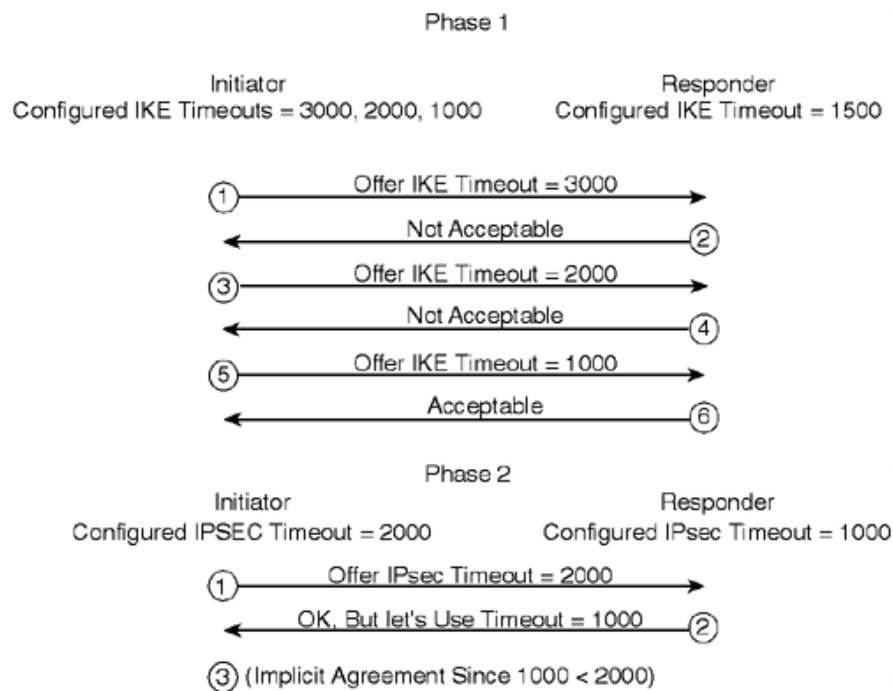 Phase 1
Initiator
Configured IKE Timeouts = 3000, 2000, 1000
Responder
Configured IKE Timeout = 1500
1
Offer IKE Timeout = 3000
Not Acceptable
2
3
Offer IKE Timeout = 2000
Not Acceptable
4
5
Offer IKE Timeout = 1000
Acceptable
6
Phase 2
Initiator
Configured IPSEC Timeout = 2000
Responder
Configured IPsec Timeout = 1000
1
Offer IPsec Timeout = 2000
OK, But let's Use Timeout = 1000
2
3 (Implicit Agreement Since 1000 < 2000)